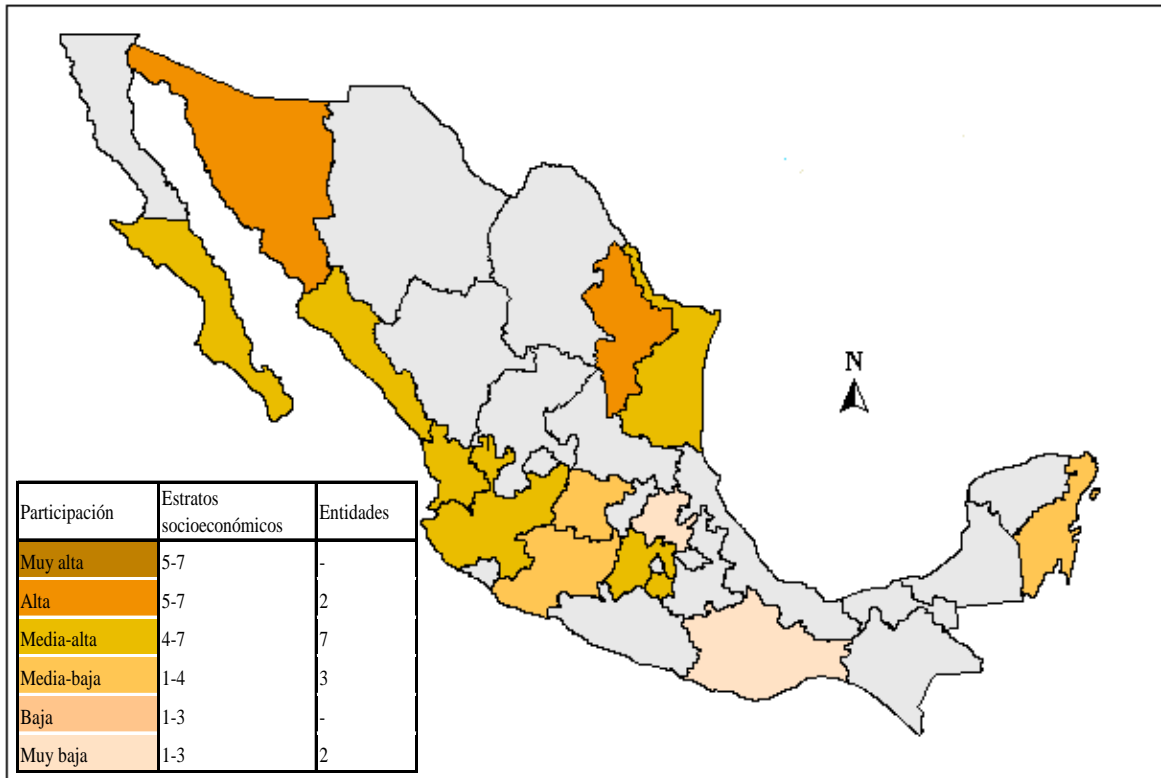 N
Participación Estratos socioeconómicos Entidades
Muy alta 5-7 -
Alta 5-7 2
Media-alta 4-7 7
Media-baja 1-4 3
Baja 1-3 -
Muy baja 1-3 2